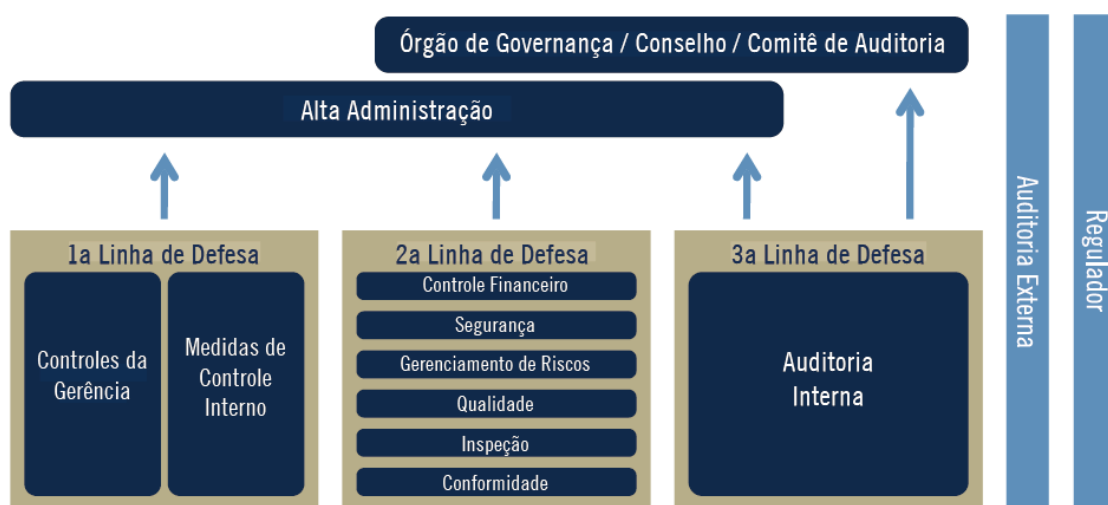 Órgão de Governança / Conselho / Comitê de Auditoria
Alta Administração
1a Linha de Defesa
Controles da
Gerência
Medidas de
Controle
Interno
2a Linha de Defesa
Controle Financeiro
Segurança
Gerenciamento de Riscos
Qualidade
Inspeção
Conformidade
3a Linha de Defesa
Auditoria
Interna
Auditoria Externa
Regulador